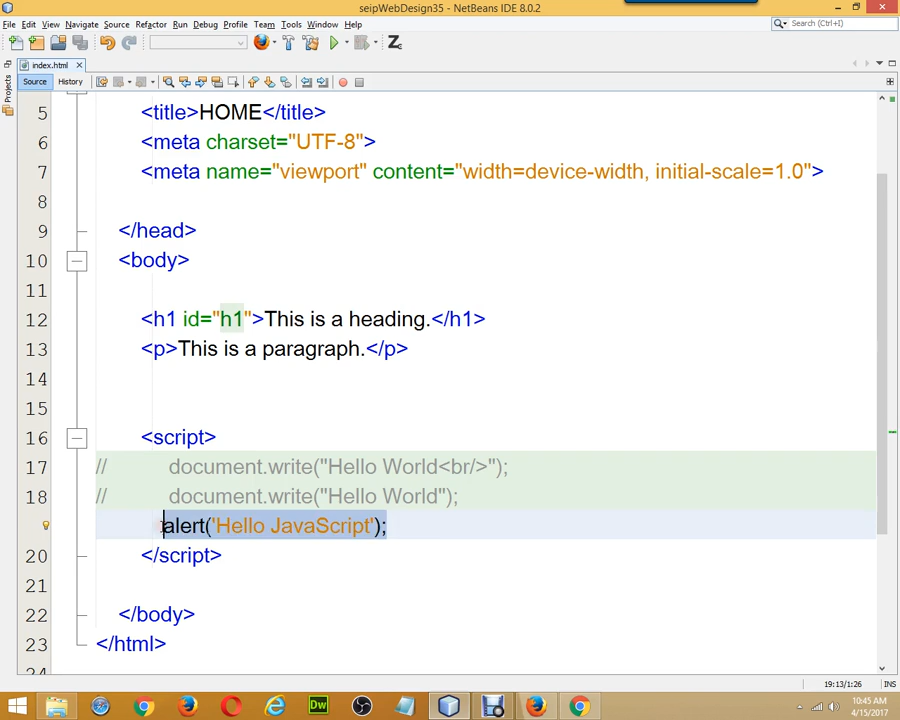 seipWebDesign35 - NetBeans IDE 8.0.2
File Edit View Navigate Source Refactor Run Debug Profile Team Tools Window Help
Search (Ctrl+I)
index.html
Source History
Projects
5 <title>HOME</title>
6 <meta charset="UTF-8">
7 <meta name="viewport" content="width=device-width, initial-scale=1.0">
8
9 </head>
10 <body>
11
12 <h1 id="h1">This is a heading.</h1>
13 <p>This is a paragraph.</p>
14
15
16 <script>
17 // document.write("Hello World<br/>");
18 // document.write("Hello World");
alert('Hello JavaScript');
20 </script>
21
22 </body>
23 </html>
24
19:13/1:26 INS
Dw
10:45 AM
4/15/2017